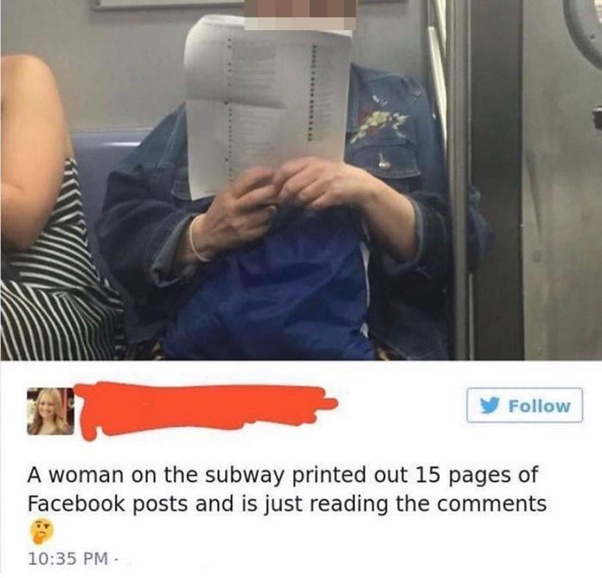 Follow
A woman on the subway printed out 15 pages of
Facebook posts and is just reading the comments
🤔
10:35 PM -